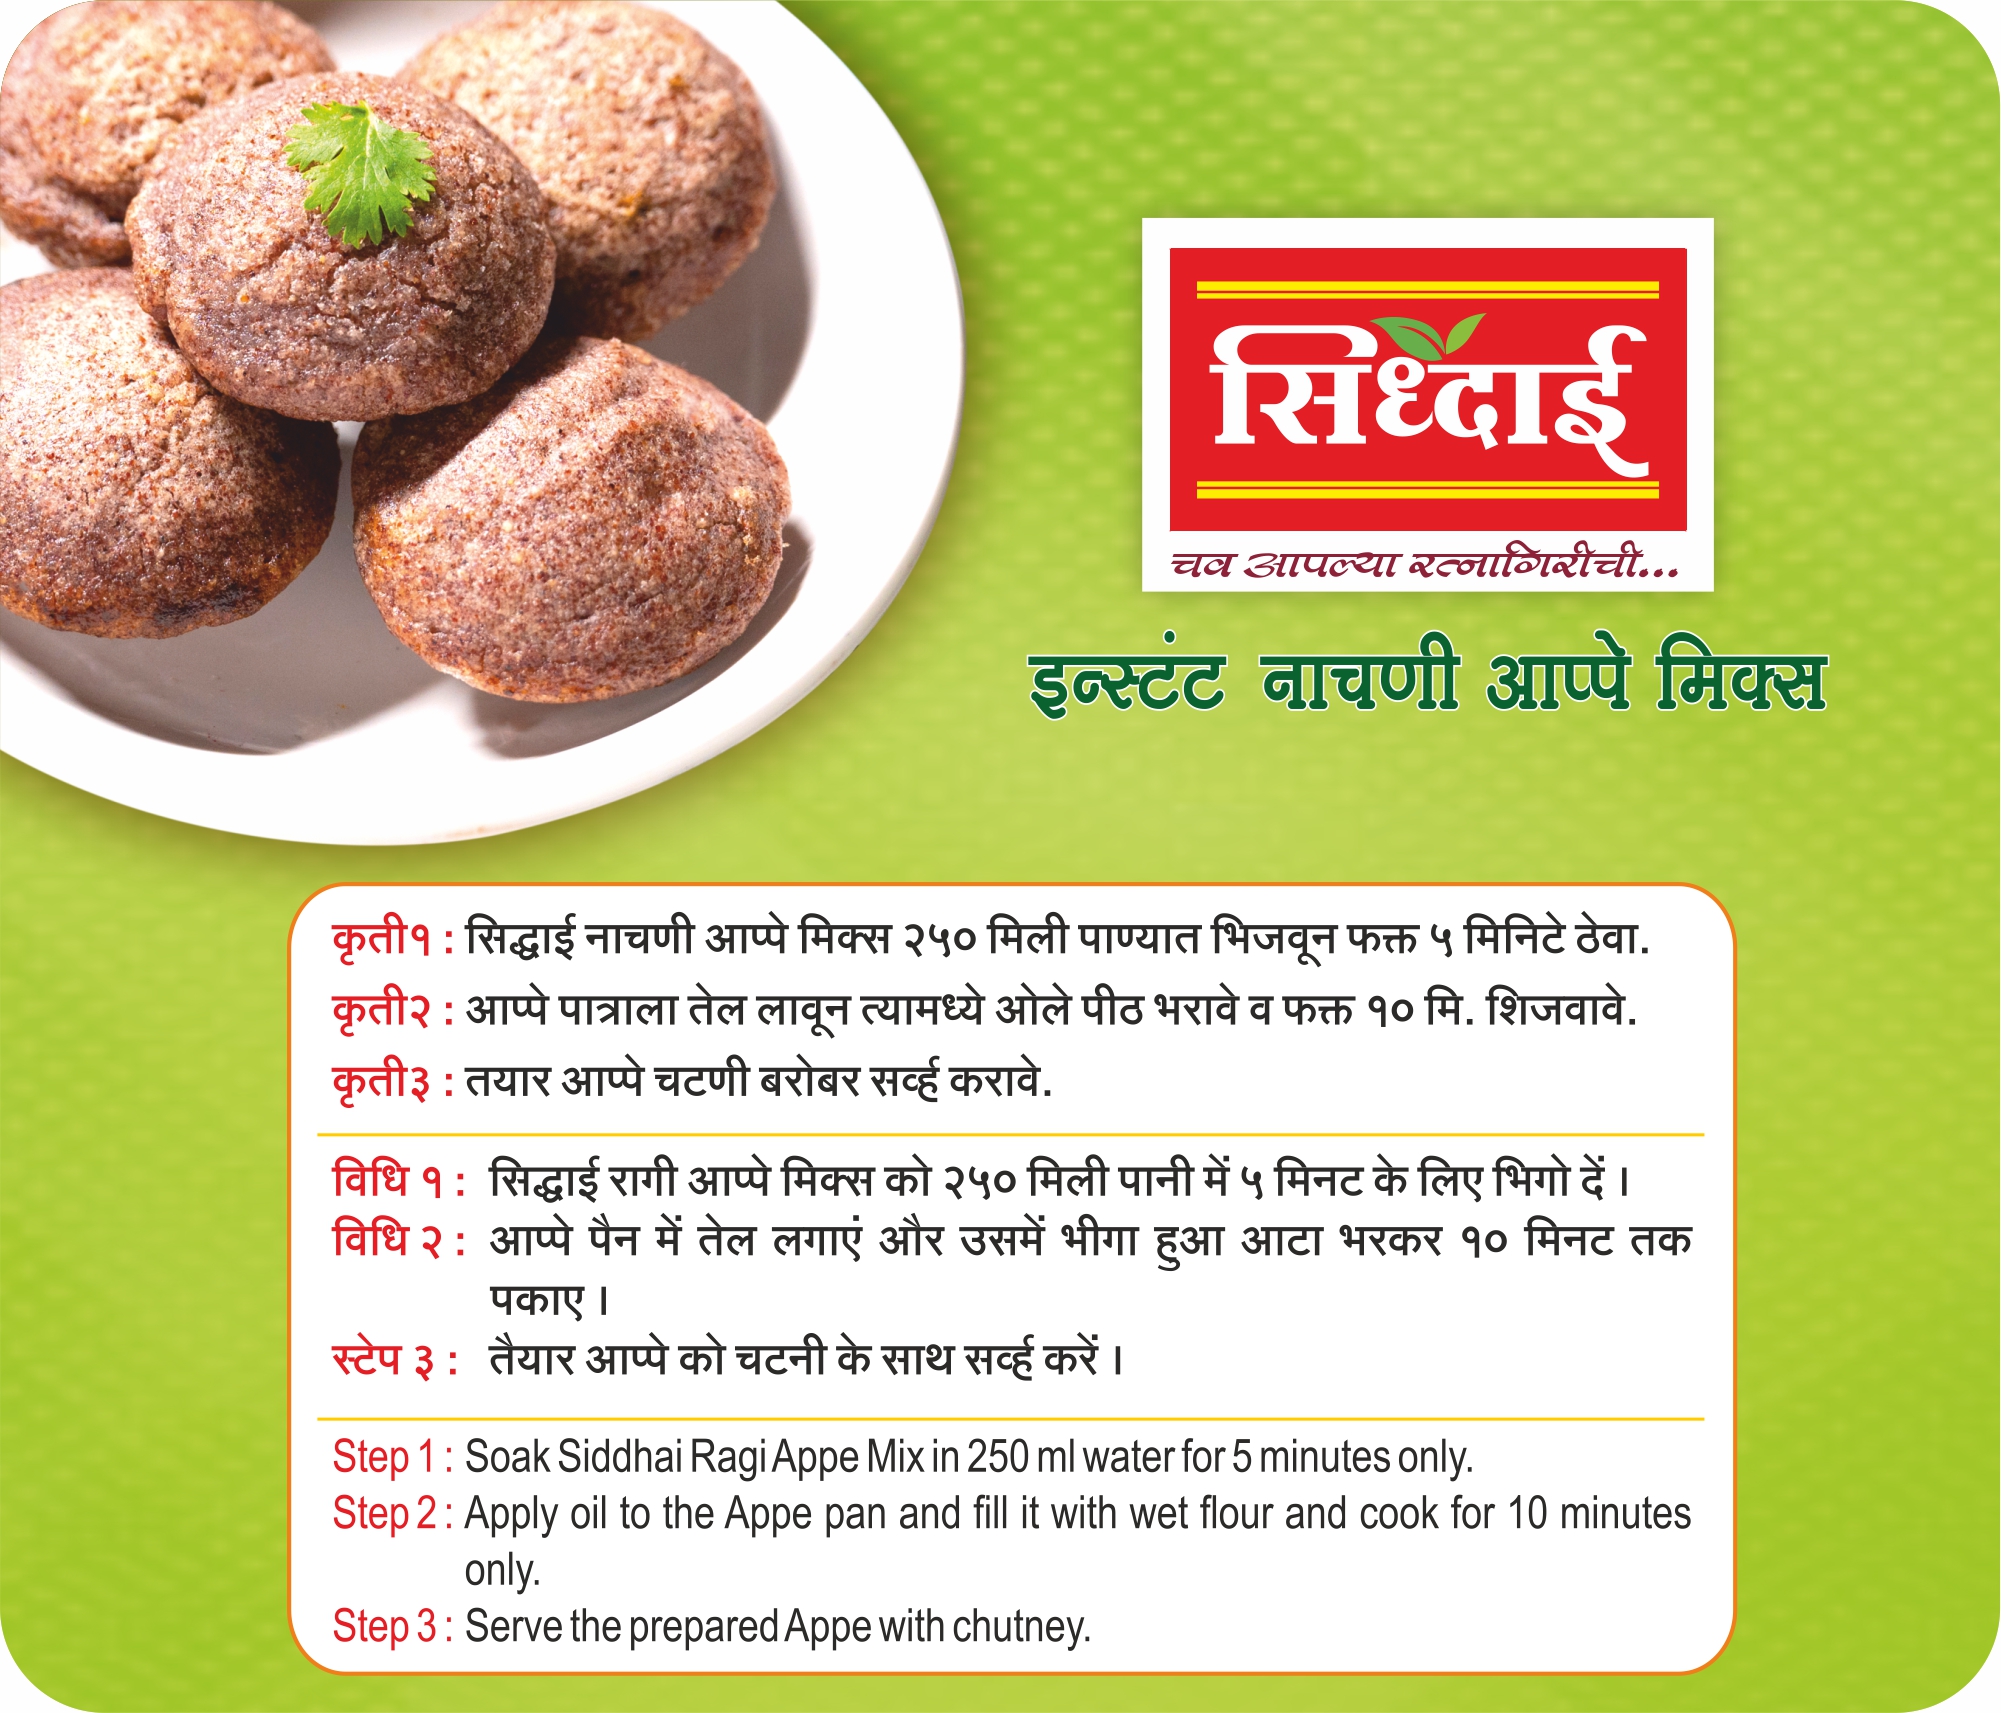 सिध्दाई
चव आपल्या रत्नागिरीची...
इन्स्टंट नाचणी आप्पे मिक्स
कृती१ : सिद्धाई नाचणी आप्पे मिक्स २५० मिली पाण्यात भिजवून फक्त ५ मिनिटे ठेवा.
कृती२ : आप्पे पात्राला तेल लावून त्यामध्ये ओले पीठ भरावे व फक्त १० मि. शिजवावे.
कृती३ : तयार आप्पे चटणी बरोबर सर्व्ह करावे.
विधि १ : सिद्धाई रागी आप्पे मिक्स को २५० मिली पानी में ५ मिनट के लिए भिगो दें ।
विधि २ : आप्पे पैन में तेल लगाएं और उसमें भीगा हुआ आटा भरकर १० मिनट तक
पकाए ।
स्टेप ३ : तैयार आप्पे को चटनी के साथ सर्व्ह करें ।
Step 1 : Soak Siddhai Ragi Appe Mix in 250 ml water for 5 minutes only.
Step 2 : Apply oil to the Appe pan and fill it with wet flour and cook for 10 minutes
only.
Step 3 : Serve the prepared Appe with chutney.